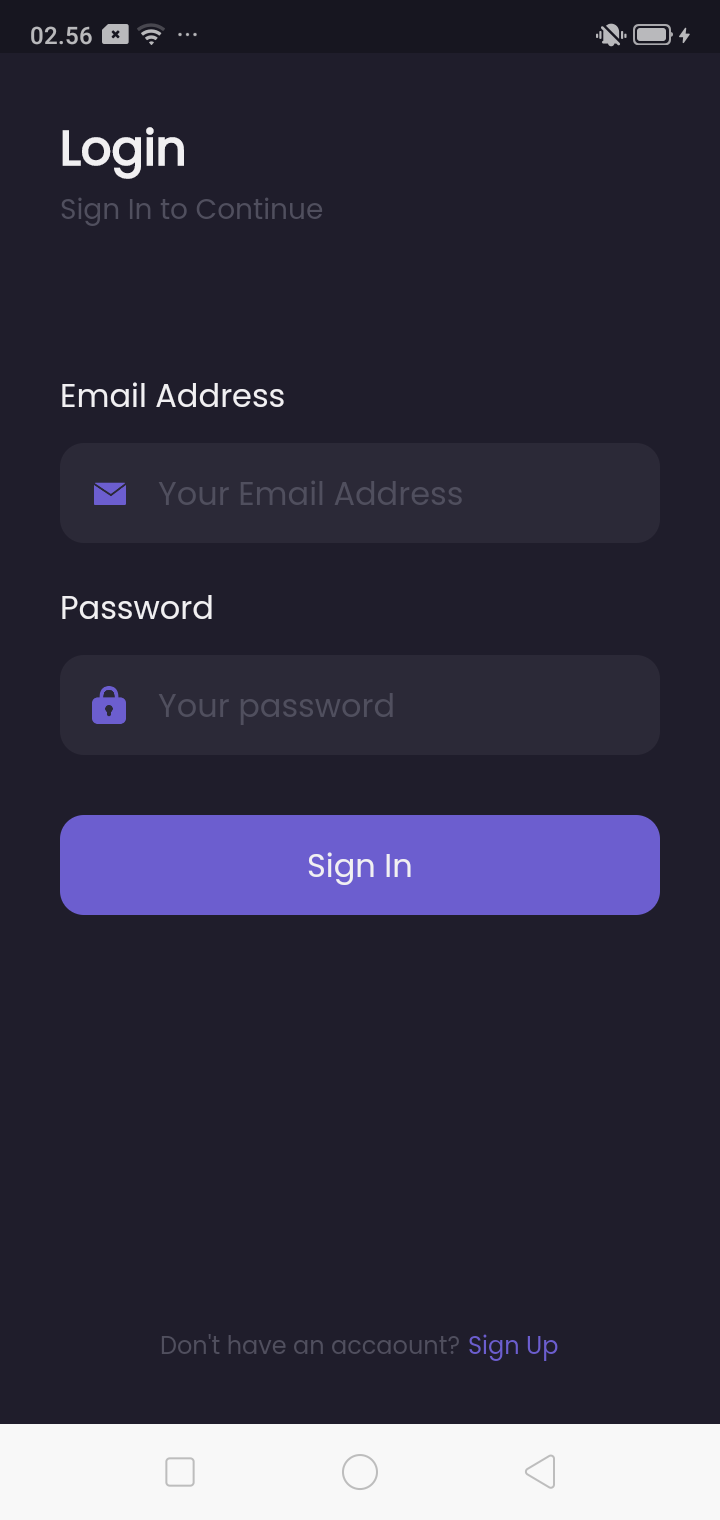 02.56
Login
Sign In to Continue
Email Address
Your Email Address
Password
Your password
Sign In
Don't have an accaount? Sign Up